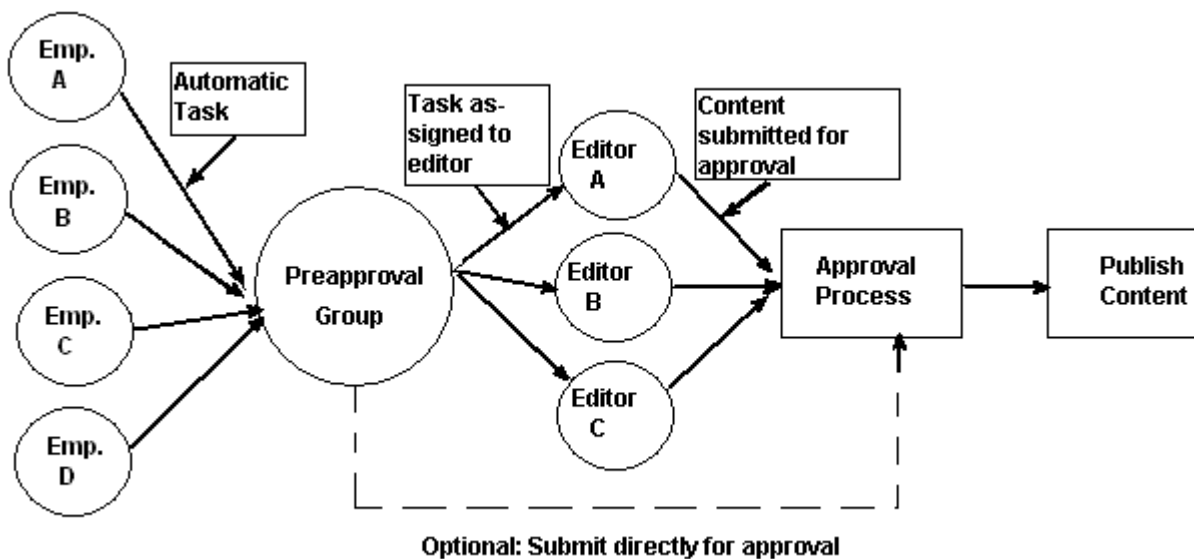 Emp.
A
Automatic
Task
Emp.
B
Emp.
C
Emp.
D
Preapproval
Group
Task as-
signed to
editor
Editor
A
Editor
B
Editor
C
Content
submitted for
approval
Approval
Process
Publish
Content
Optional: Submit directly for approval